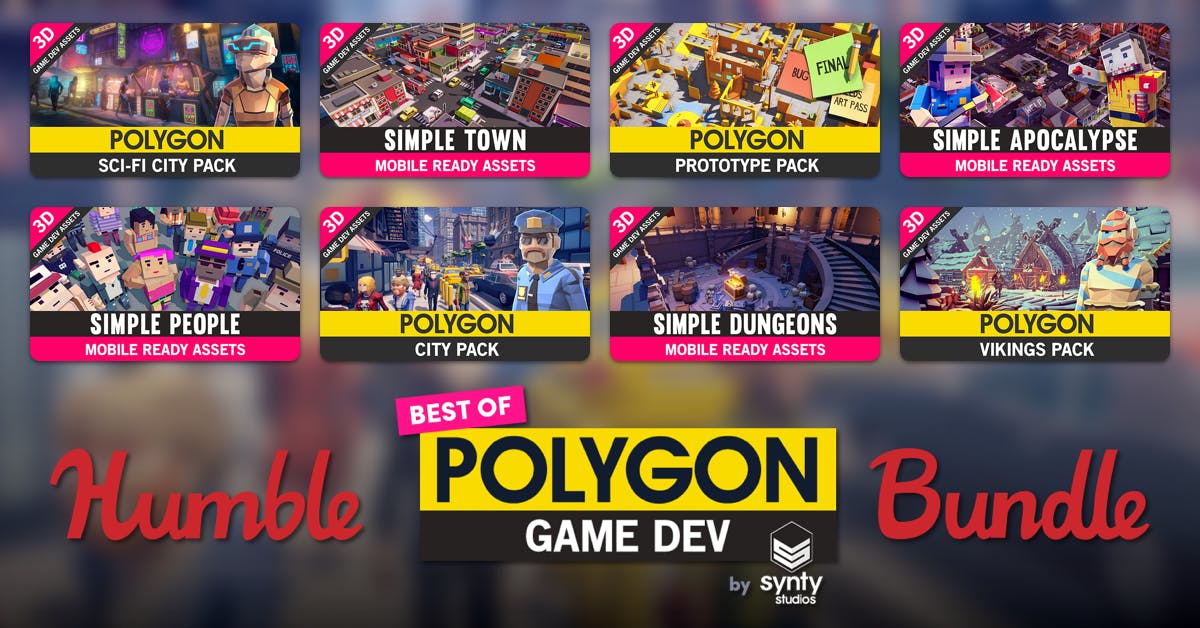 3D
GAME DEV ASSETS
POLYGON
SCI-FI CITY PACK
3D
GAME DEV ASSETS
SIMPLE TOWN
MOBILE READY ASSETS
3D
GAME DEV ASSETS
BUG
FINAL
ART PASS
POLYGON
PROTOTYPE PACK
3D
GAME DEV ASSETS
HELP
SIMPLE APOCALYPSE
MOBILE READY ASSETS
3D
GAME DEV ASSETS
POLICE
SIMPLE PEOPLE
MOBILE READY ASSETS
3D
GAME DEV ASSETS
POLYGON
CITY PACK
3D
GAME DEV ASSETS
SIMPLE DUNGEONS
MOBILE READY ASSETS
3D
GAME DEV ASSETS
POLYGON
VIKINGS PACK
BEST OF
Humble
POLYGON
GAME DEV
Bundle
by synty
studios